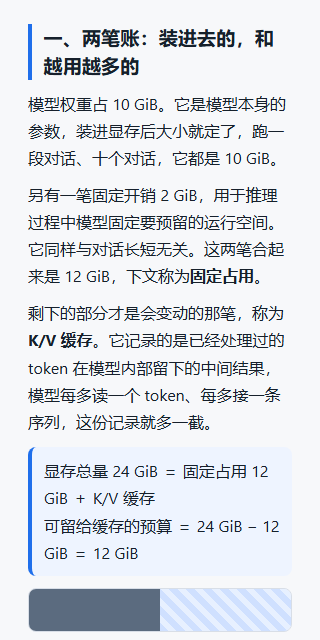 一、两笔账：装进去的，和
越用越多的
模型权重占 10 GiB。它是模型本身的
参数，装进显存后大小就定了，跑一
段对话、十个对话，它都是 10 GiB。
另有一笔固定开销 2 GiB，用于推理
过程中模型固定要预留的运行空间。
它同样与对话长短无关。这两笔合起
来是 12 GiB，下文称为固定占用。
剩下的部分才是会变动的那笔，称为
K/V 缓存。它记录的是已经处理过的
token 在模型内部留下的中间结果，
模型每多读一个 token、每多接一条
序列，这份记录就多一截。
显存总量 24 GiB ＝ 固定占用 12
GiB ＋ K/V 缓存
可留给缓存的预算 ＝ 24 GiB − 12
GiB ＝ 12 GiB